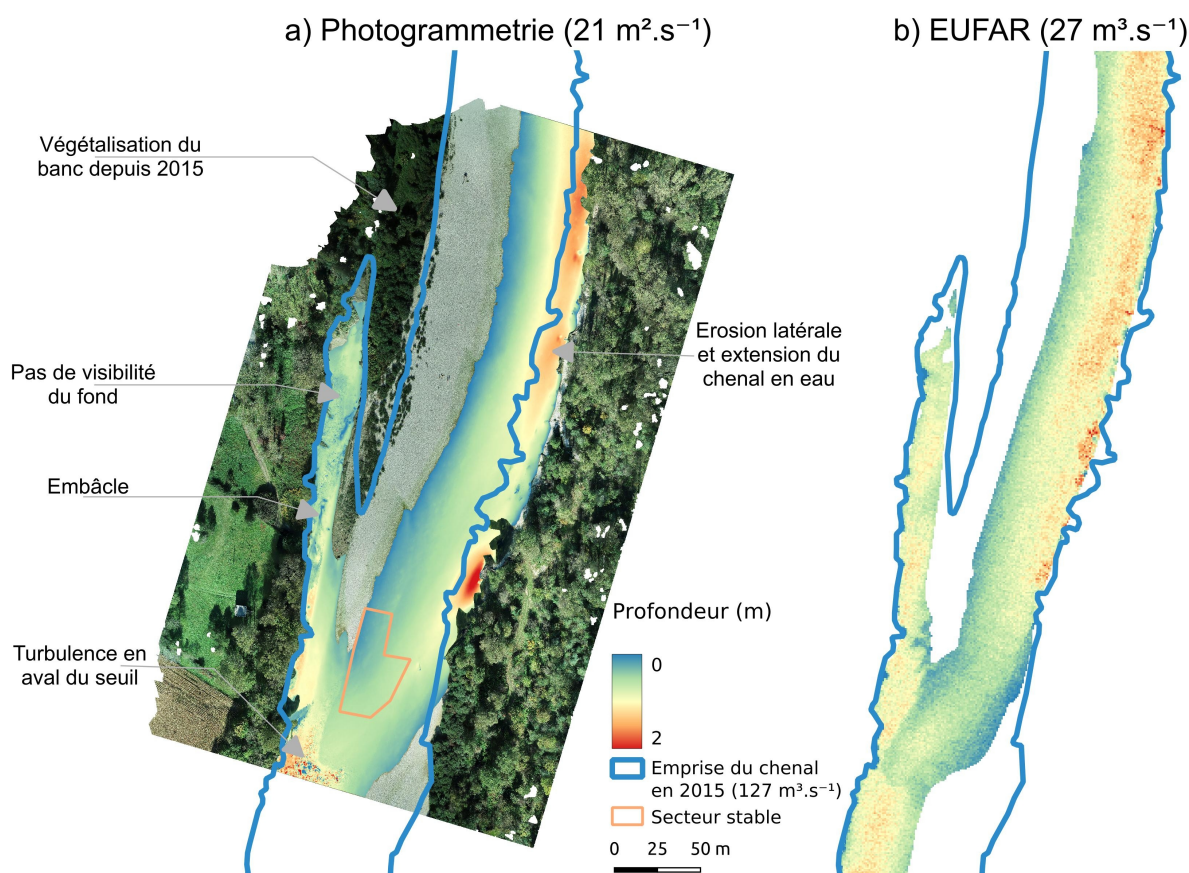 a) Photogrammetrie (21 m².s⁻¹)
b) EUFAR (27 m³.s⁻¹)
Végétalisation du
banc depuis 2015
Pas de visibilité
du fond
Embâcle
Turbulence en
aval du seuil
Erosion latérale
et extension du
chenal en eau
Profondeur (m)
0
2
Emprise du chenal
en 2015 (127 m³.s⁻¹)
Secteur stable
0 25 50 m